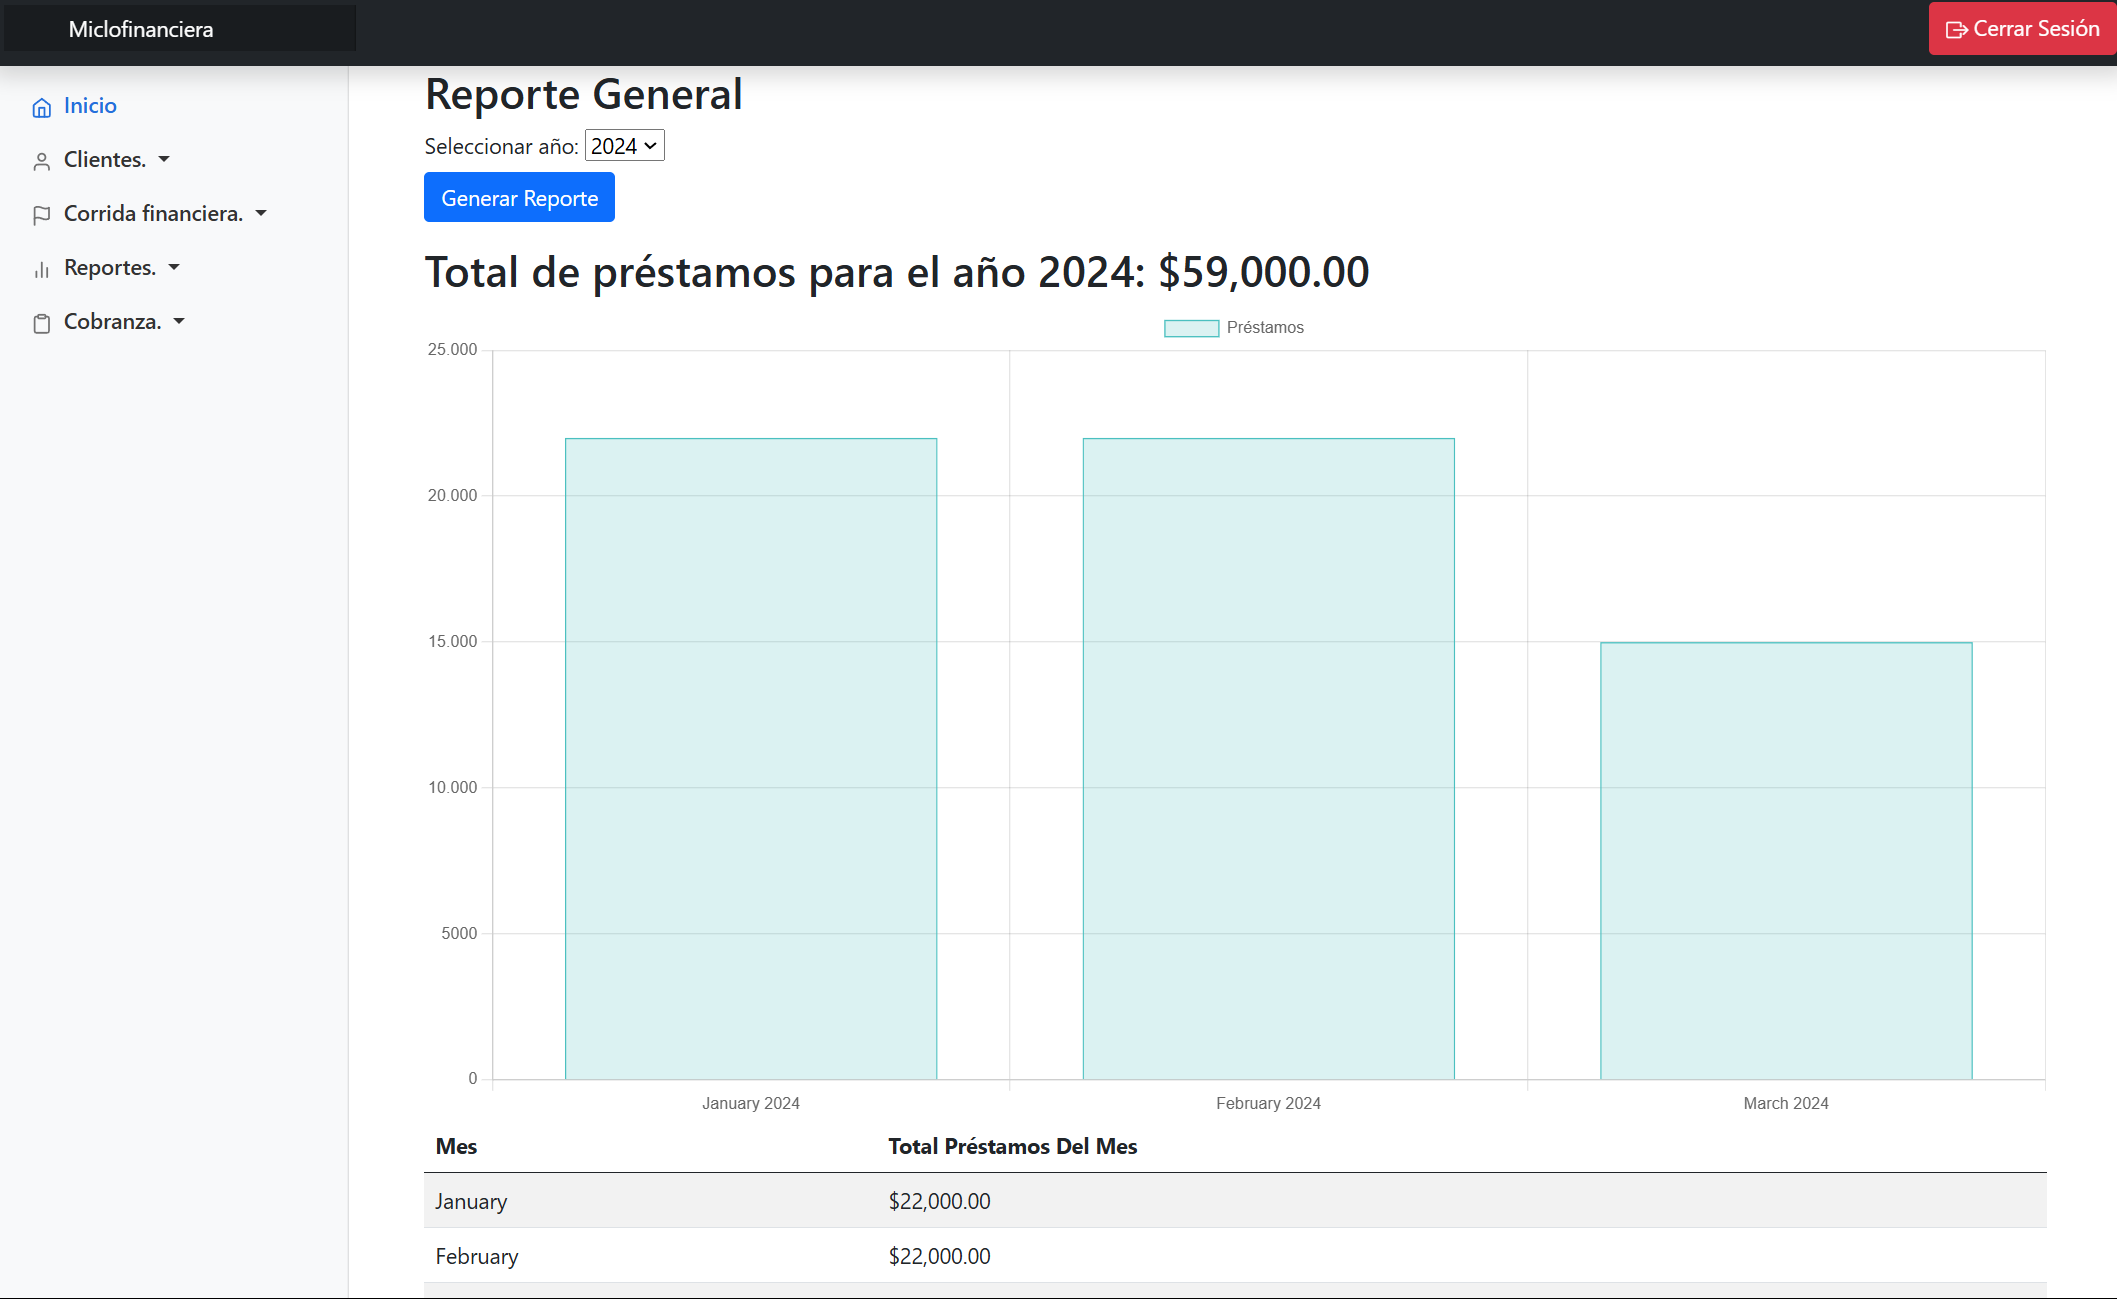 Miclofinanciera
Cerrar Sesión
Inicio
Clientes.
Corrida financiera.
Reportes.
Cobranza.
Reporte General
Seleccionar año: 2024
Generar Reporte
Total de préstamos para el año 2024: $59,000.00
Préstamos
25.000
20.000
15.000
10.000
5000
0
January 2024 February 2024 March 2024
Mes Total Préstamos Del Mes
January $22,000.00
February $22,000.00